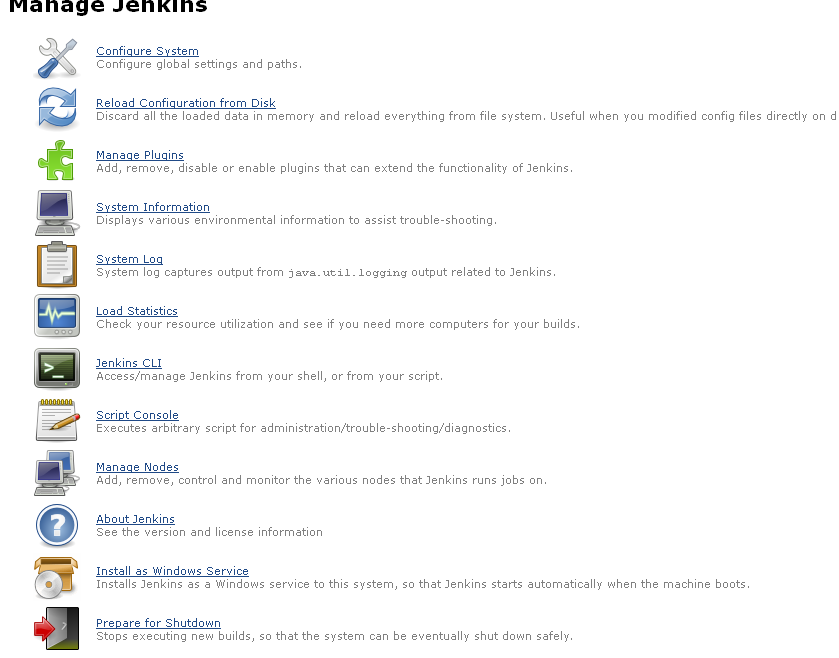 Manage Jenkins
Configure System
Configure global settings and paths.
Reload Configuration from Disk
Discard all the loaded data in memory and reload everything from file system. Useful when you modified config files directly on d
Manage Plugins
Add, remove, disable or enable plugins that can extend the functionality of Jenkins.
System Information
Displays various environmental information to assist trouble-shooting.
System Log
System log captures output from java.util.logging output related to Jenkins.
Load Statistics
Check your resource utilization and see if you need more computers for your builds.
>_
Jenkins CLI
Access/manage Jenkins from your shell, or from your script.
Script Console
Executes arbitrary script for administration/trouble-shooting/diagnostics.
Manage Nodes
Add, remove, control and monitor the various nodes that Jenkins runs jobs on.
?
About Jenkins
See the version and license information
Install as Windows Service
Installs Jenkins as a Windows service to this system, so that Jenkins starts automatically when the machine boots.
Prepare for Shutdown
Stops executing new builds, so that the system can be eventually shut down safely.